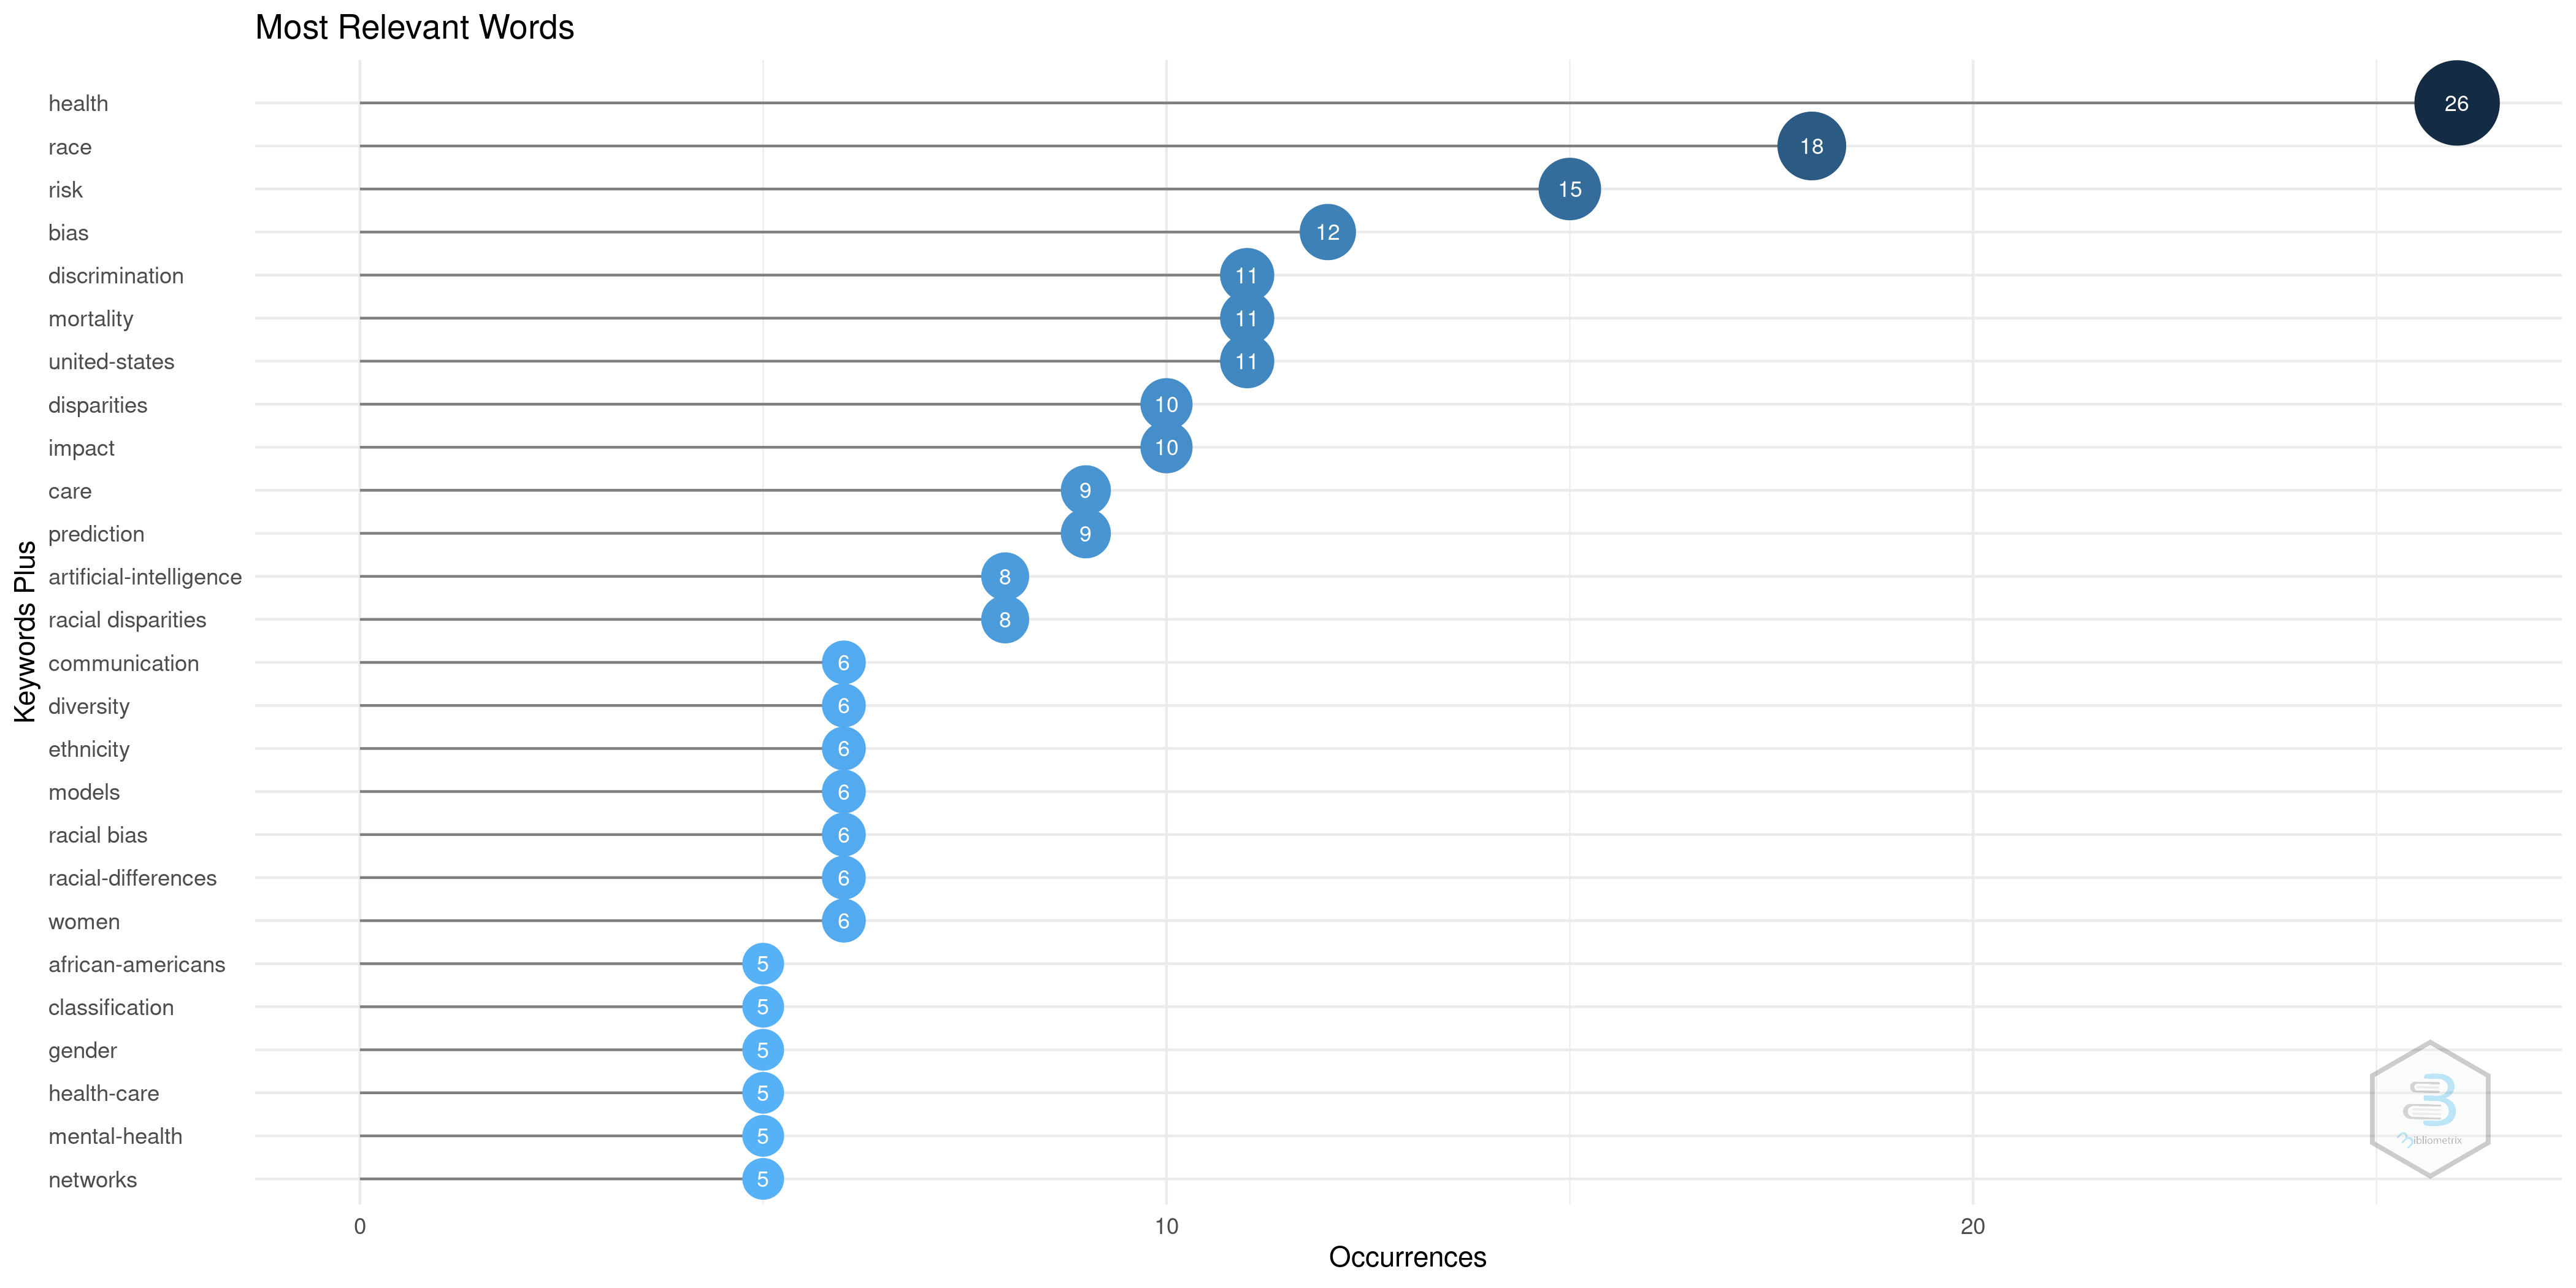 Most Relevant Words
Keywords Plus
health 26
race 18
risk 15
bias 12
discrimination 11
mortality 11
united-states 11
disparities 10
impact 10
care 9
prediction 9
artificial-intelligence 8
racial disparities 8
communication 6
diversity 6
ethnicity 6
models 6
racial bias 6
racial-differences 6
women 6
african-americans 5
classification 5
gender 5
health-care 5
mental-health 5
networks 5
0 10 20
Occurrences
ibliometrix